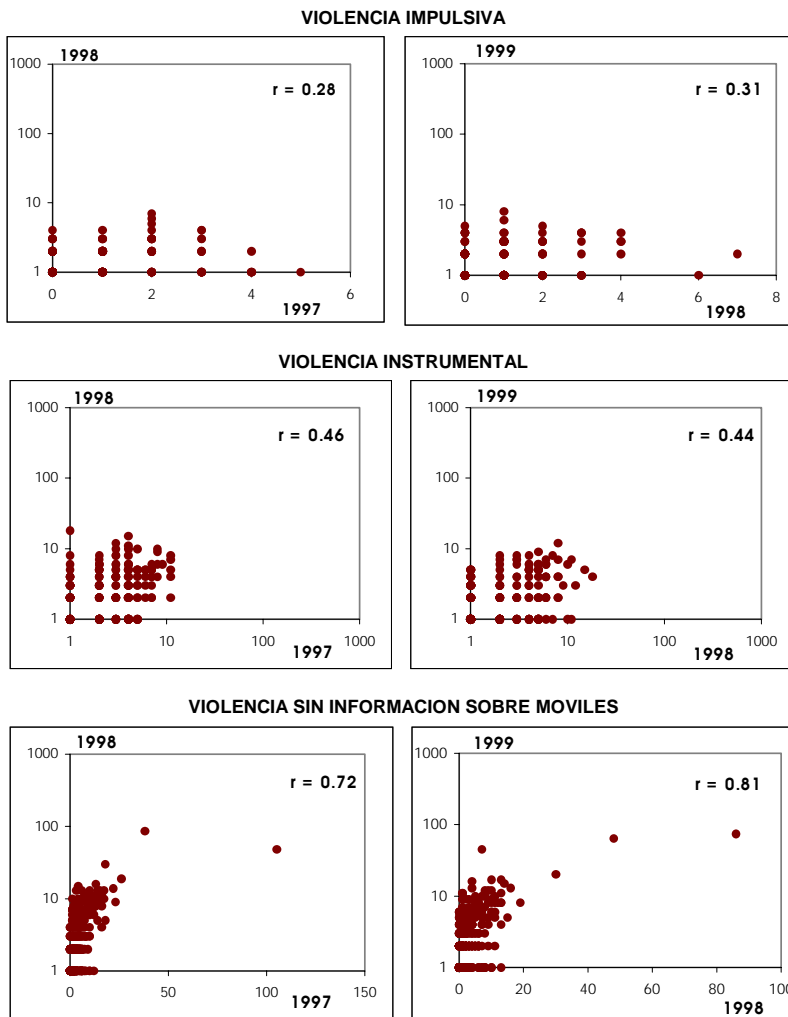 VIOLENCIA IMPULSIVA
1998
1000
100
10
1
r = 0.28
0 2 4 6
1997
1999
1000
100
10
1
r = 0.31
0 2 4 6 8
1998
VIOLENCIA INSTRUMENTAL
1998
1000
100
10
1
r = 0.46
1 10 100 1000
1997
1999
1000
100
10
1
r = 0.44
1 10 100 1000
1998
VIOLENCIA SIN INFORMACION SOBRE MOVILES
1998
1000
100
10
1
r = 0.72
0 50 100 150
1997
1999
1000
100
10
1
r = 0.81
0 20 40 60 80 100
1998